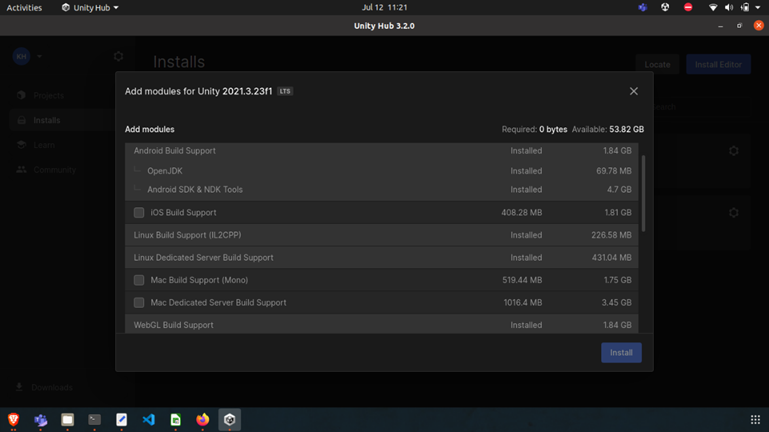 Activities
Unity Hub
Jul 12 11:21
Unity Hub 3.2.0
KH
Installs
Locate
Install Editor
Projects
Installs
Learn
Community
Downloads
Add modules for Unity 2021.3.23f1 LTS
Add modules
Required: 0 bytes Available: 53.82 GB
Android Build Support Installed 1.84 GB
OpenJDK Installed 69.78 MB
Android SDK & NDK Tools Installed 4.7 GB
iOS Build Support 408.28 MB 1.81 GB
Linux Build Support (IL2CPP) Installed 226.58 MB
Linux Dedicated Server Build Support Installed 431.04 MB
Mac Build Support (Mono) 519.44 MB 1.75 GB
Mac Dedicated Server Build Support 1016.4 MB 3.45 GB
WebGL Build Support Installed 1.84 GB
Install